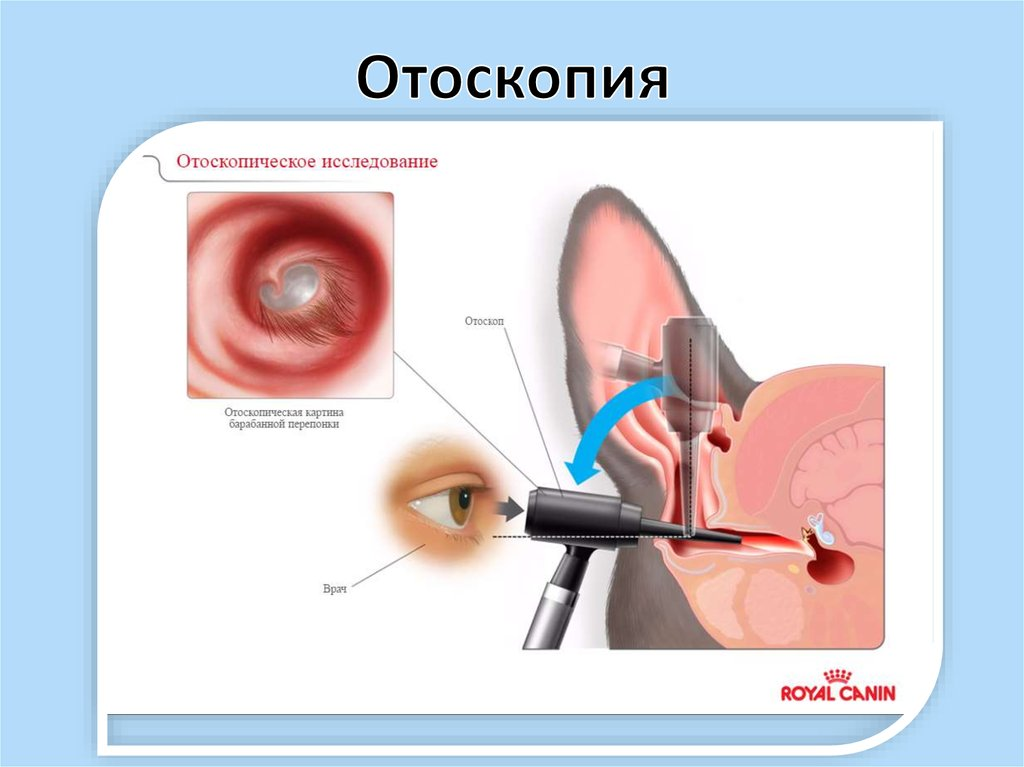 Отоскопия
Отоскопическое исследование
Отоскоп
Отоскопическая картина
барабанной перепонки
Врач
ROYAL CANIN